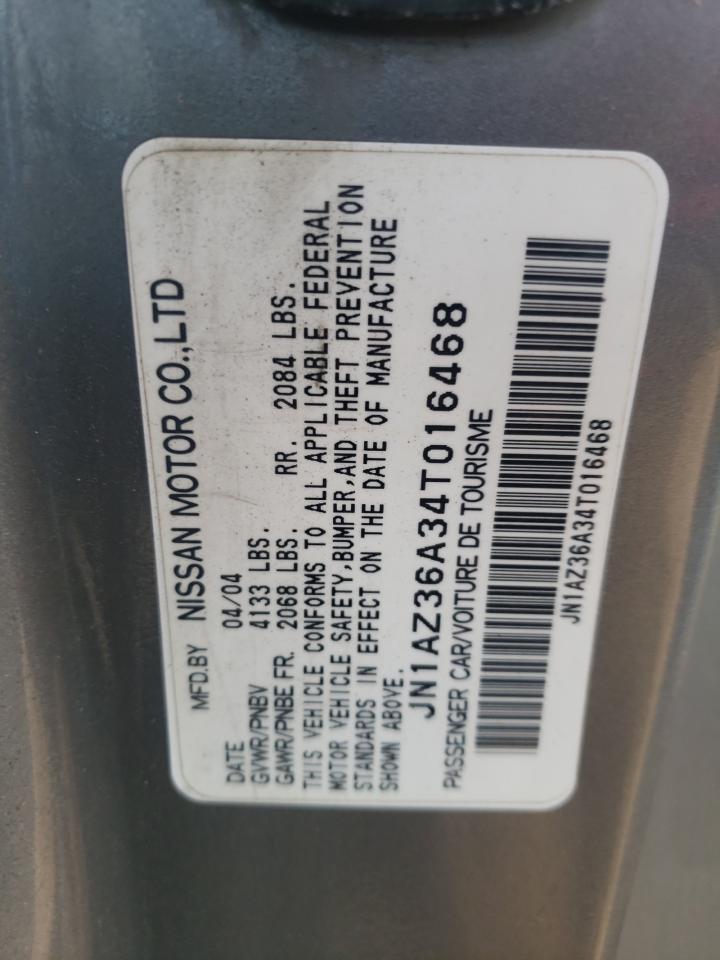 MFD.BY NISSAN MOTOR CO.,LTD
DATE 04/04
GVWR/PNBV 4133 LBS.
GAWR/PNBE FR. 2068 LBS. RR. 2084 LBS.
THIS VEHICLE CONFORMS TO ALL APPLICABLE FEDERAL
MOTOR VEHICLE SAFETY,BUMPER,AND THEFT PREVENTION
STANDARDS IN EFFECT ON THE DATE OF MANUFACTURE
SHOWN ABOVE.
JN1AZ36A34T016468
PASSENGER CAR/VOITURE DE TOURISME
JN1AZ36A34T016468